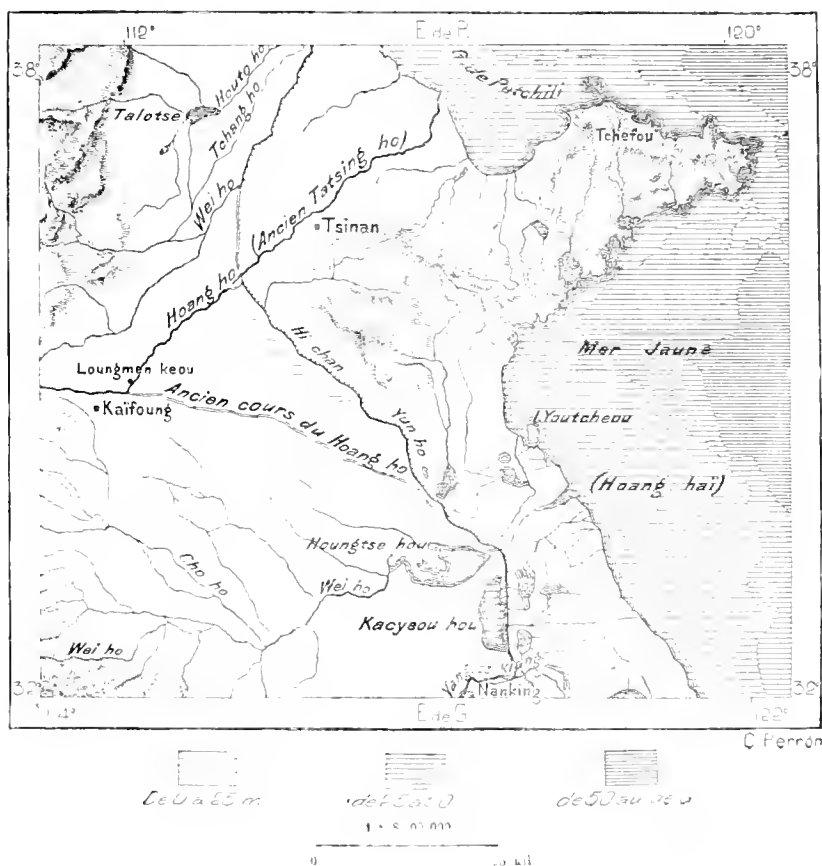 112° E de P. 120°
38° 38°
G. de Petchili
Houto ho
Talotse
Tchang ho
Tchefou
Wei ho
(Ancien Tatsing ho)
Tsinan
Hoang ho
Hi chan
Mer Jaune
Loungmen keou
Kaïfoung
Ancien cours du Hoang ho
Yun ho
I. Youtcheou
(Hoang haï)
Houngtse hou
Cho ho
Wei ho
Kaoyeou hou
Wei ho
Nanking
32° 32°
E de G. 122°
C Perron
0